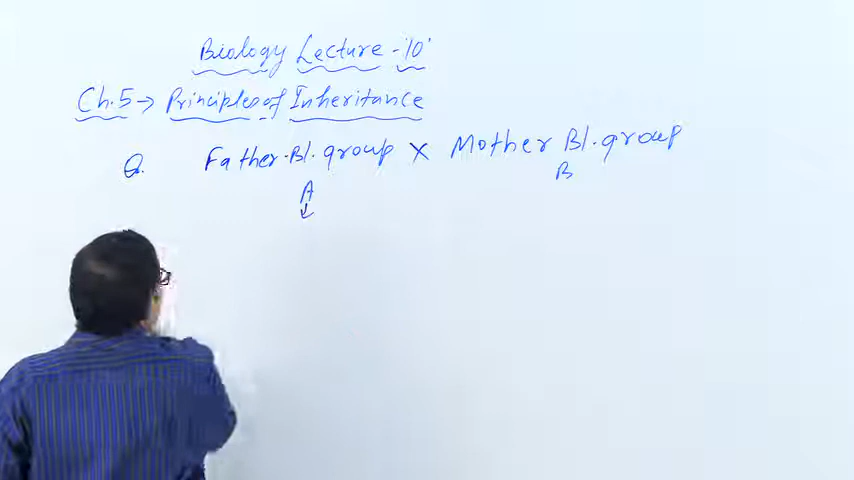 Biology Lecture - '10'
Ch.5 → Principles of Inheritance
Q. Father Bl. group × Mother Bl. group
A B
↓